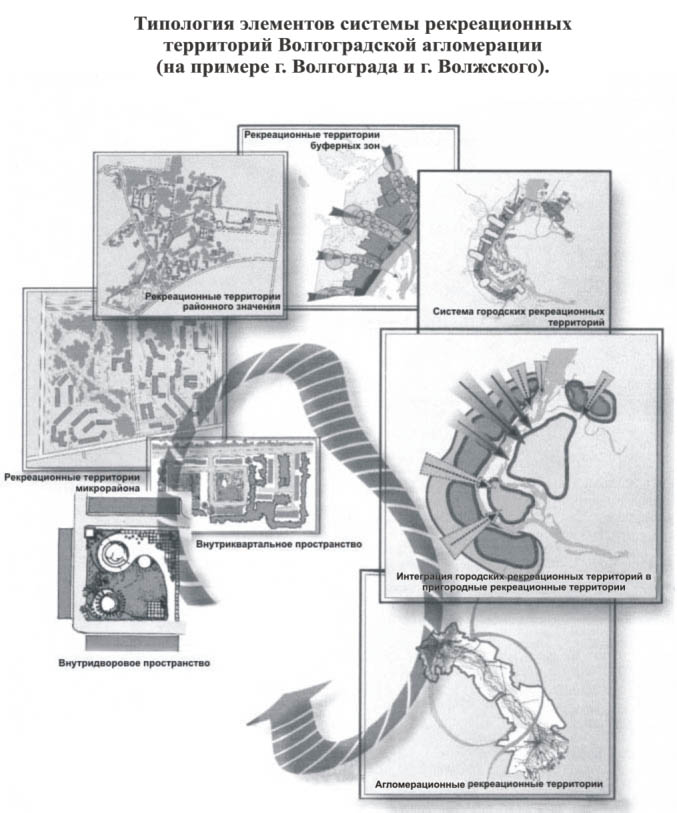 Типология элементов системы рекреационных
территорий Волгоградской агломерации
(на примере г. Волгограда и г. Волжского).
Рекреационные территории
буферных зон
Рекреационные территории
районного значения
Система городских рекреационных
территорий
Рекреационные территории
микрорайона
Внутриквартальное пространство
Интеграция городских рекреационных территорий в
пригородные рекреационные территории
Внутридворовое пространство
Агломерационные рекреационные территории